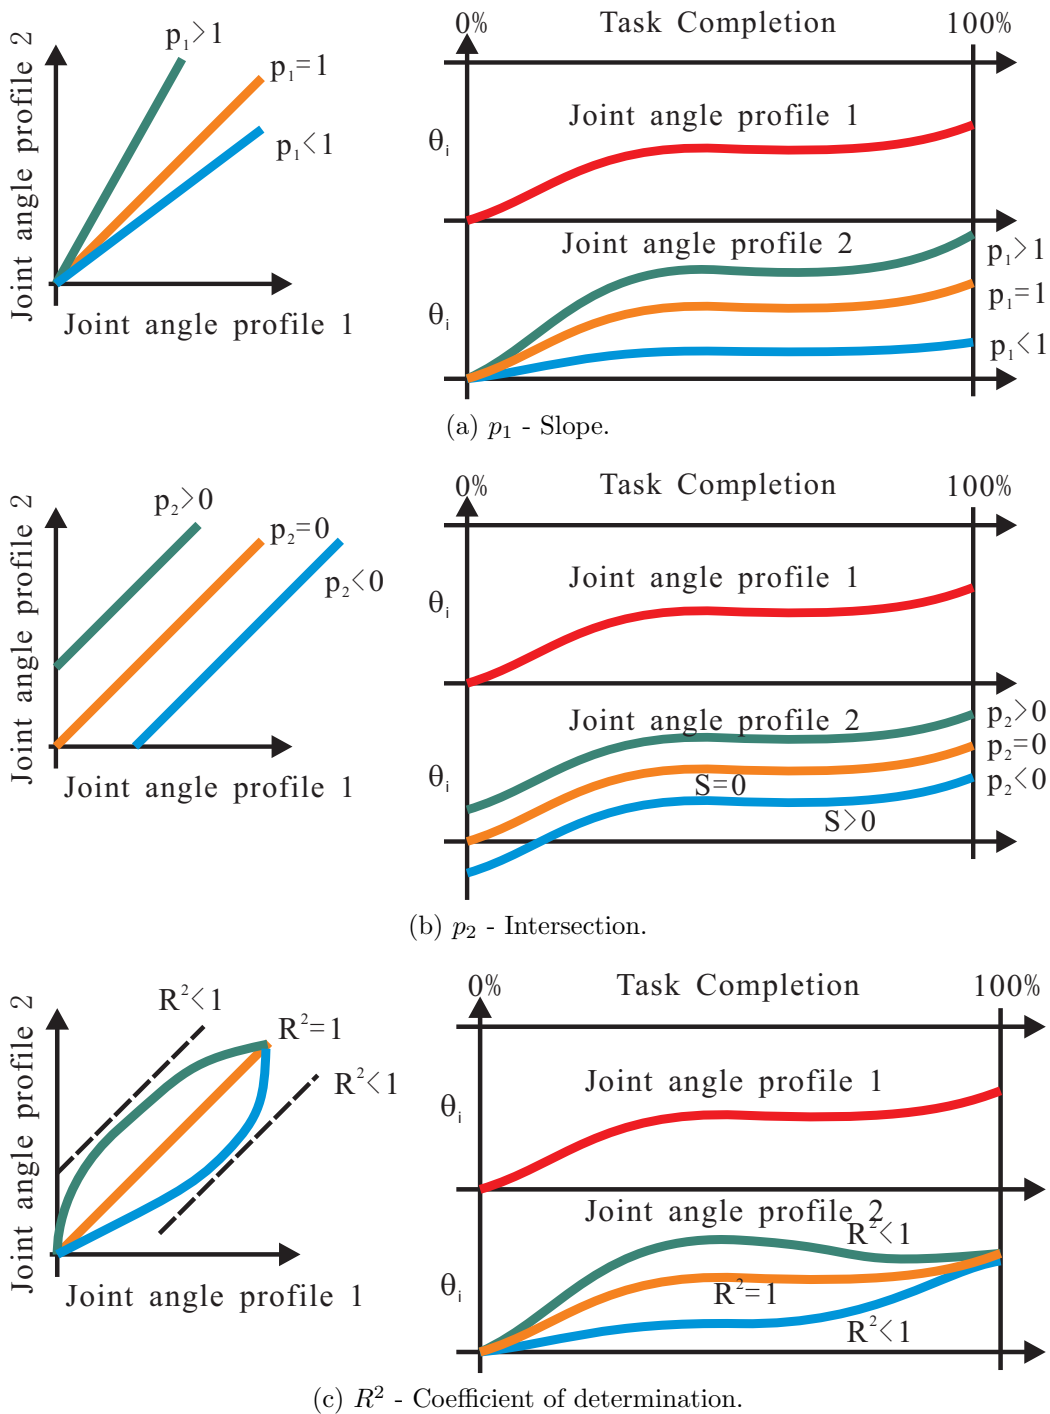 0% Task Completion 100%
p1>1
p1=1
p1<1
Joint angle profile 2
Joint angle profile 1
Joint angle profile 1
θi
Joint angle profile 2
θi
p1>1
p1=1
p1<1
(a) p1 - Slope.
0% Task Completion 100%
p2>0
p2=0
p2<0
Joint angle profile 2
Joint angle profile 1
Joint angle profile 1
θi
Joint angle profile 2
θi
S=0
S>0
p2>0
p2=0
p2<0
(b) p2 - Intersection.
0% Task Completion 100%
R²<1
R²=1
R²<1
Joint angle profile 2
Joint angle profile 1
Joint angle profile 1
θi
Joint angle profile 2
θi
R²<1
R²=1
R²<1
(c) R² - Coefficient of determination.